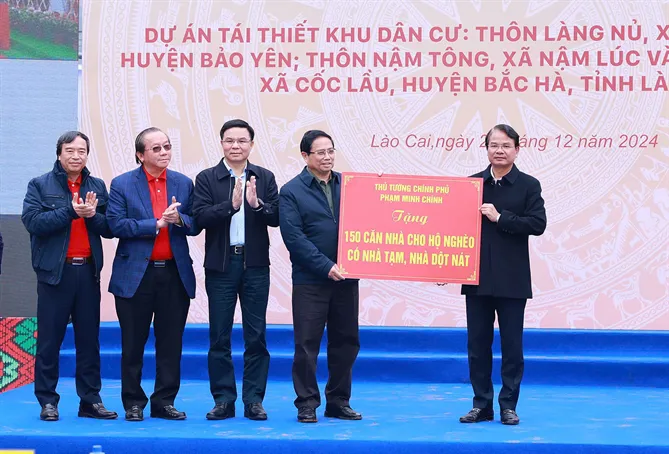 DỰ ÁN TÁI THIẾT KHU DÂN CƯ: THÔN LÀNG NỦ, X
HUYỆN BẢO YÊN; THÔN NẬM TÔNG, XÃ NẬM LÚC VÀ
XÃ CỐC LẦU, HUYỆN BẮC HÀ, TỈNH LÀ
Lào Cai, ngày 2 tháng 12 năm 2024
THỦ TƯỚNG CHÍNH PHỦ
PHẠM MINH CHÍNH
Tặng
150 CĂN NHÀ CHO HỘ NGHÈO
CÓ NHÀ TẠM, NHÀ DỘT NÁT